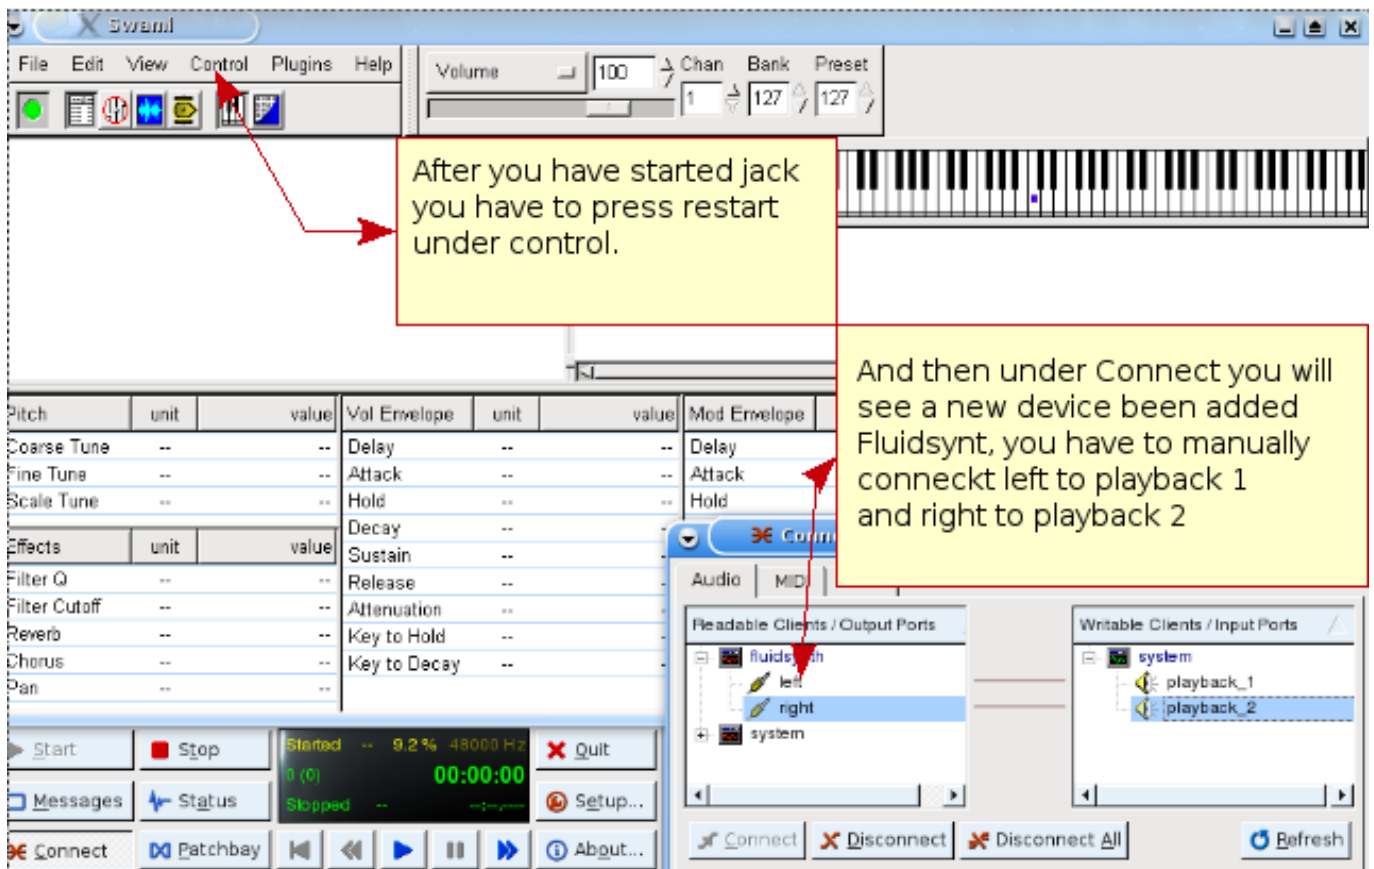 Swami
File Edit View Control Plugins Help
Volume 100 Chan Bank Preset
1 127 127
After you have started jack
you have to press restart
under control.
And then under Connect you will
see a new device been added
Fluidsynt, you have to manually
conneckt left to playback 1
and right to playback 2
Pitch unit value Vol Envelope unit value Mod Envelope
Coarse Tune -- -- Delay -- -- Delay
Fine Tune -- -- Attack -- -- Attack
Scale Tune -- -- Hold -- -- Hold
Decay --
Effects unit value Sustain --
Filter Q -- -- Release --
Filter Cutoff -- -- Attenuation --
Reverb -- -- Key to Hold --
Chorus -- -- Key to Decay --
Pan -- --
Audio MIDI
Readable Clients / Output Ports Writable Clients / Input Ports
fluidsynth system
left playback_1
right playback_2
system
Connect Disconnect Disconnect All Refresh
Start Stop Started -- 9.2 % 48000 Hz Quit
0 (0) 00:00:00
Messages Status Stopped -- --:--.---- Setup...
Connect Patchbay About...